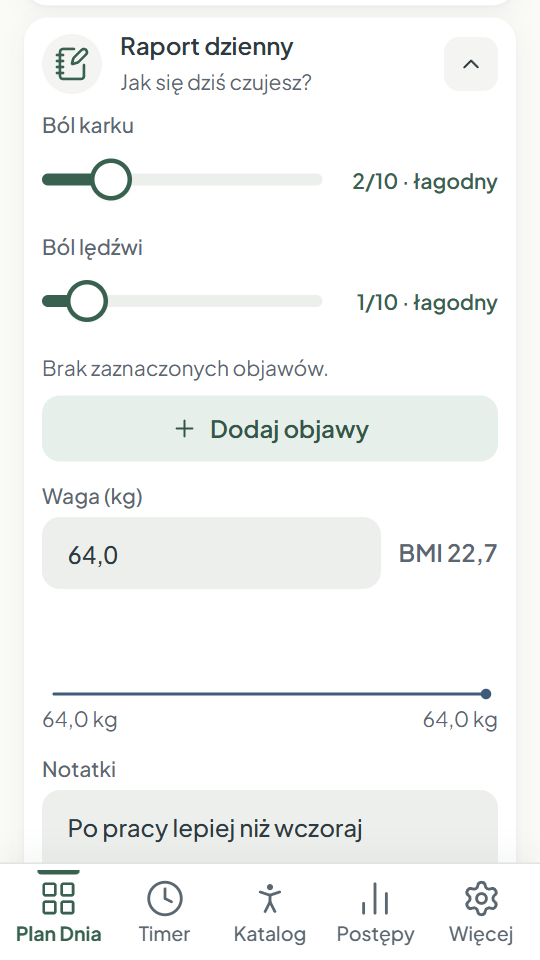 Raport dzienny
Jak się dziś czujesz?
Ból karku
2/10 · łagodny
Ból lędźwi
1/10 · łagodny
Brak zaznaczonych objawów.
+ Dodaj objawy
Waga (kg)
64,0
BMI 22,7
64,0 kg 64,0 kg
Notatki
Po pracy lepiej niż wczoraj
Plan Dnia Timer Katalog Postępy Więcej